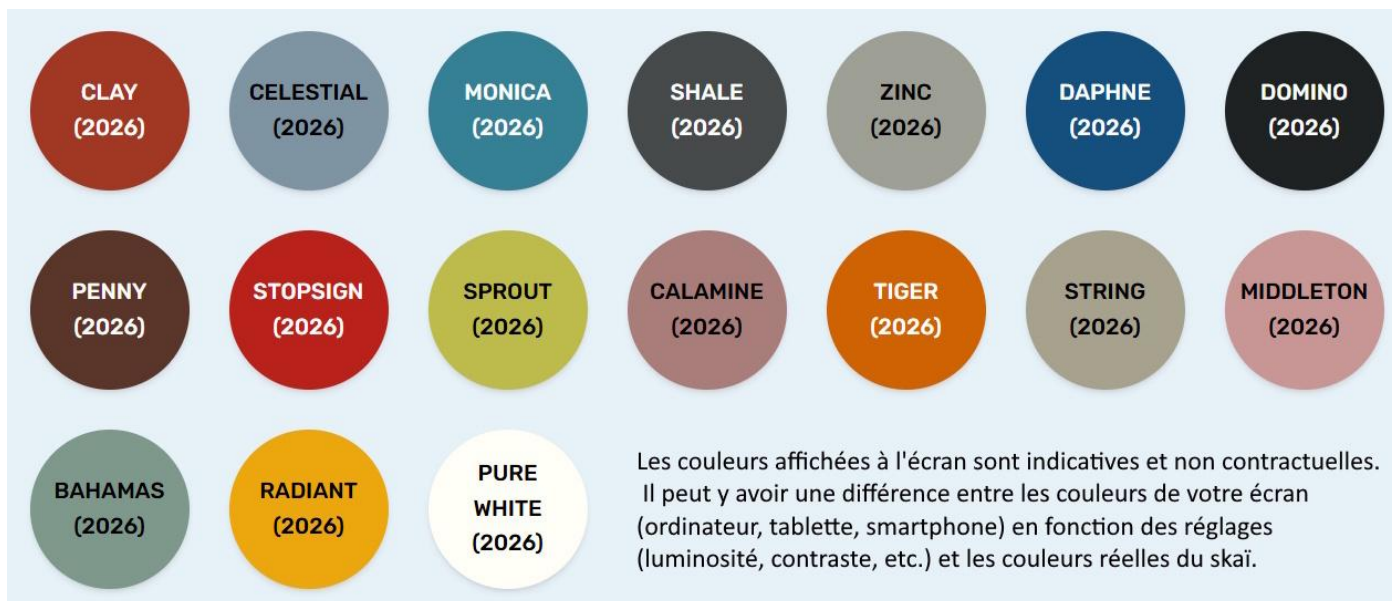 CLAY
(2026)
CELESTIAL
(2026)
MONICA
(2026)
SHALE
(2026)
ZINC
(2026)
DAPHNE
(2026)
DOMINO
(2026)
PENNY
(2026)
STOPSIGN
(2026)
SPROUT
(2026)
CALAMINE
(2026)
TIGER
(2026)
STRING
(2026)
MIDDLETON
(2026)
BAHAMAS
(2026)
RADIANT
(2026)
PURE
WHITE
(2026)
Les couleurs affichées à l'écran sont indicatives et non contractuelles.
Il peut y avoir une différence entre les couleurs de votre écran
(ordinateur, tablette, smartphone) en fonction des réglages
(luminosité, contraste, etc.) et les couleurs réelles du skaï.